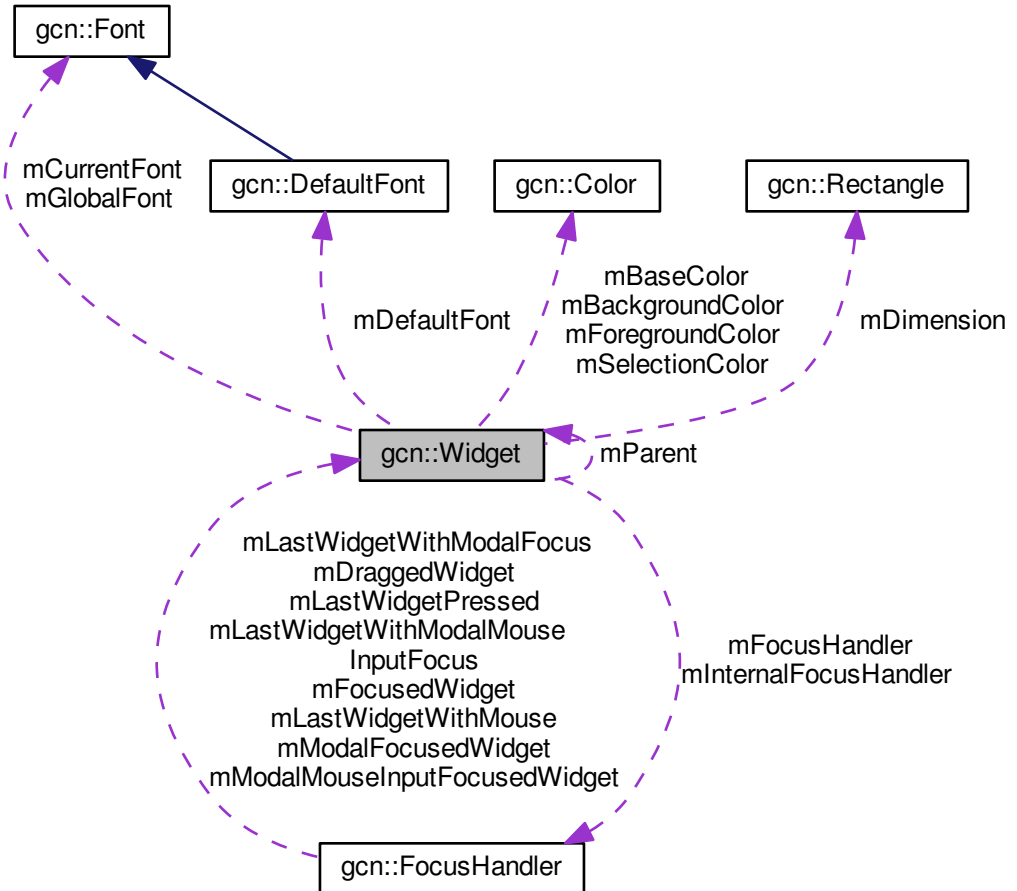 gcn::Font
mCurrentFont
mGlobalFont
gcn::DefaultFont
gcn::Color
gcn::Rectangle
mDefaultFont
mBaseColor
mBackgroundColor
mForegroundColor
mSelectionColor
mDimension
gcn::Widget
mParent
mLastWidgetWithModalFocus
mDraggedWidget
mLastWidgetPressed
mLastWidgetWithModalMouse
InputFocus
mFocusedWidget
mLastWidgetWithMouse
mModalFocusedWidget
mModalMouseInputFocusedWidget
mFocusHandler
mInternalFocusHandler
gcn::FocusHandler